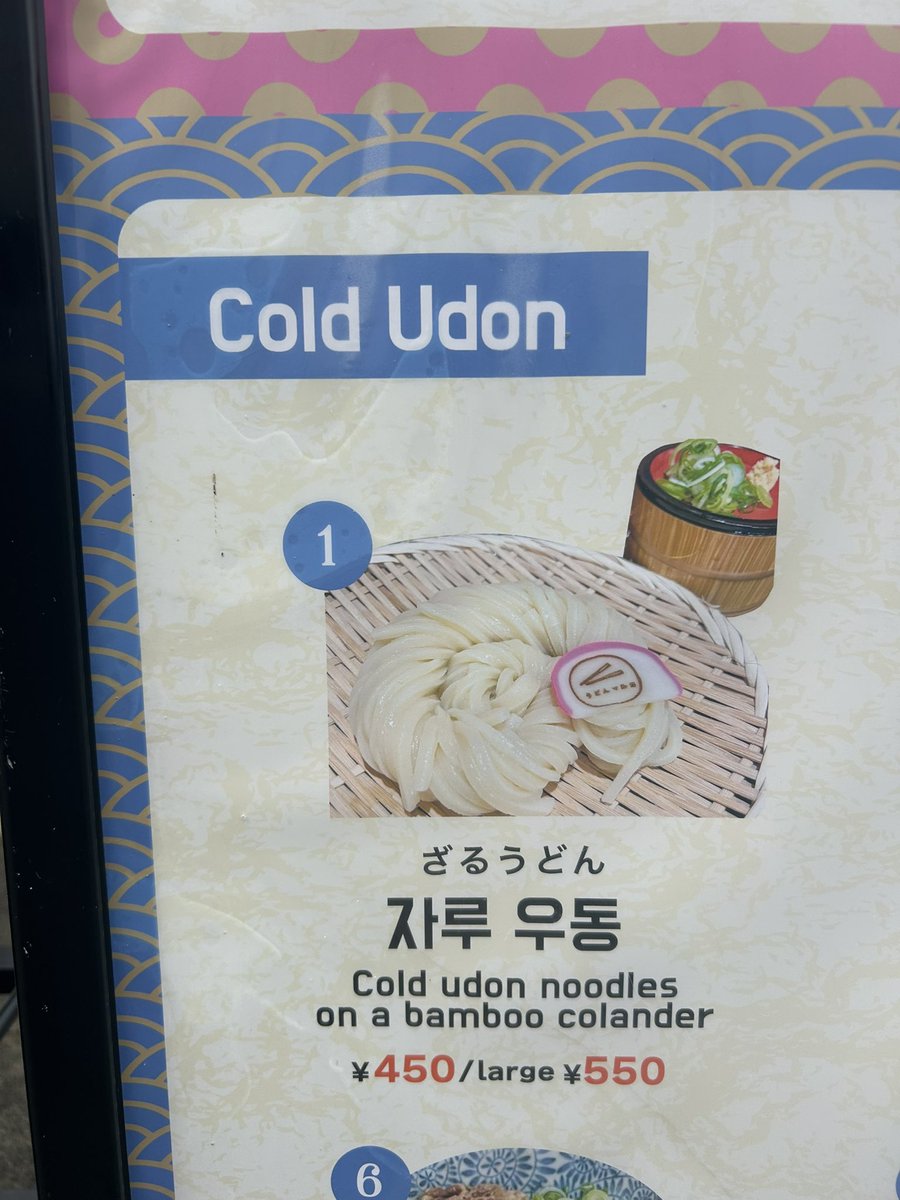 Cold Udon
1
ざるうどん
자루 우동
Cold udon noodles
on a bamboo colander
¥450/large ¥550
6